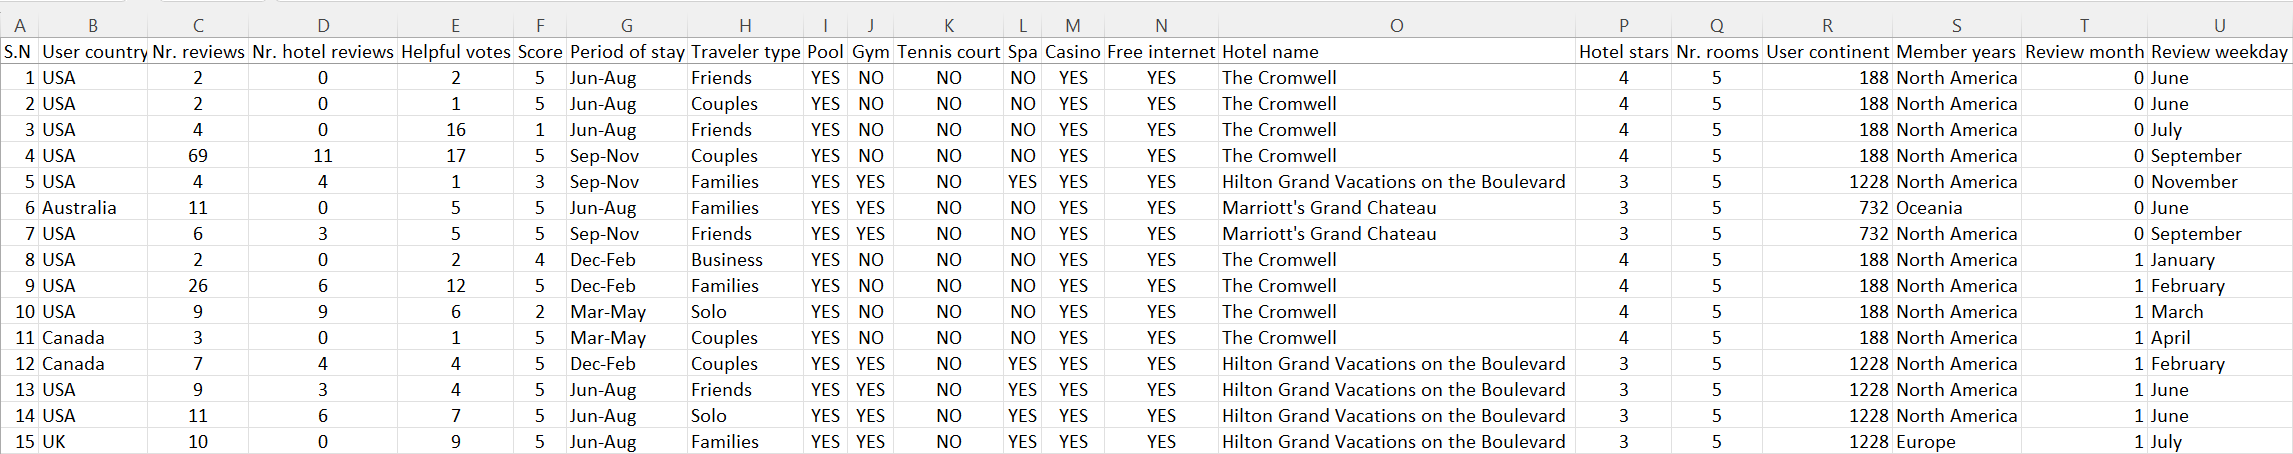 A B C D E F G H I J K L M N O P Q R S T U
S.N User country Nr. reviews Nr. hotel reviews Helpful votes Score Period of stay Traveler type Pool Gym Tennis court Spa Casino Free internet Hotel name Hotel stars Nr. rooms User continent Member years Review month Review weekday
1 USA 2 0 2 5 Jun-Aug Friends YES NO NO NO YES YES The Cromwell 4 5 188 North America 0 June
2 USA 2 0 1 5 Jun-Aug Couples YES NO NO NO YES YES The Cromwell 4 5 188 North America 0 June
3 USA 4 0 16 1 Jun-Aug Friends YES NO NO NO YES YES The Cromwell 4 5 188 North America 0 July
4 USA 69 11 17 5 Sep-Nov Couples YES NO NO NO YES YES The Cromwell 4 5 188 North America 0 September
5 USA 4 4 1 3 Sep-Nov Families YES YES NO YES YES YES Hilton Grand Vacations on the Boulevard 3 5 1228 North America 0 November
6 Australia 11 0 5 5 Jun-Aug Families YES YES NO NO YES YES Marriott's Grand Chateau 3 5 732 Oceania 0 June
7 USA 6 3 5 5 Sep-Nov Friends YES YES NO NO YES YES Marriott's Grand Chateau 3 5 732 North America 0 September
8 USA 2 0 2 4 Dec-Feb Business YES NO NO NO YES YES The Cromwell 4 5 188 North America 1 January
9 USA 26 6 12 5 Dec-Feb Families YES NO NO NO YES YES The Cromwell 4 5 188 North America 1 February
10 USA 9 9 6 2 Mar-May Solo YES NO NO NO YES YES The Cromwell 4 5 188 North America 1 March
11 Canada 3 0 1 5 Mar-May Couples YES NO NO NO YES YES The Cromwell 4 5 188 North America 1 April
12 Canada 7 4 4 5 Dec-Feb Couples YES YES NO YES YES YES Hilton Grand Vacations on the Boulevard 3 5 1228 North America 1 February
13 USA 9 3 4 5 Jun-Aug Friends YES YES NO YES YES YES Hilton Grand Vacations on the Boulevard 3 5 1228 North America 1 June
14 USA 11 6 7 5 Jun-Aug Solo YES YES NO YES YES YES Hilton Grand Vacations on the Boulevard 3 5 1228 North America 1 June
15 UK 10 0 9 5 Jun-Aug Families YES YES NO YES YES YES Hilton Grand Vacations on the Boulevard 3 5 1228 Europe 1 July